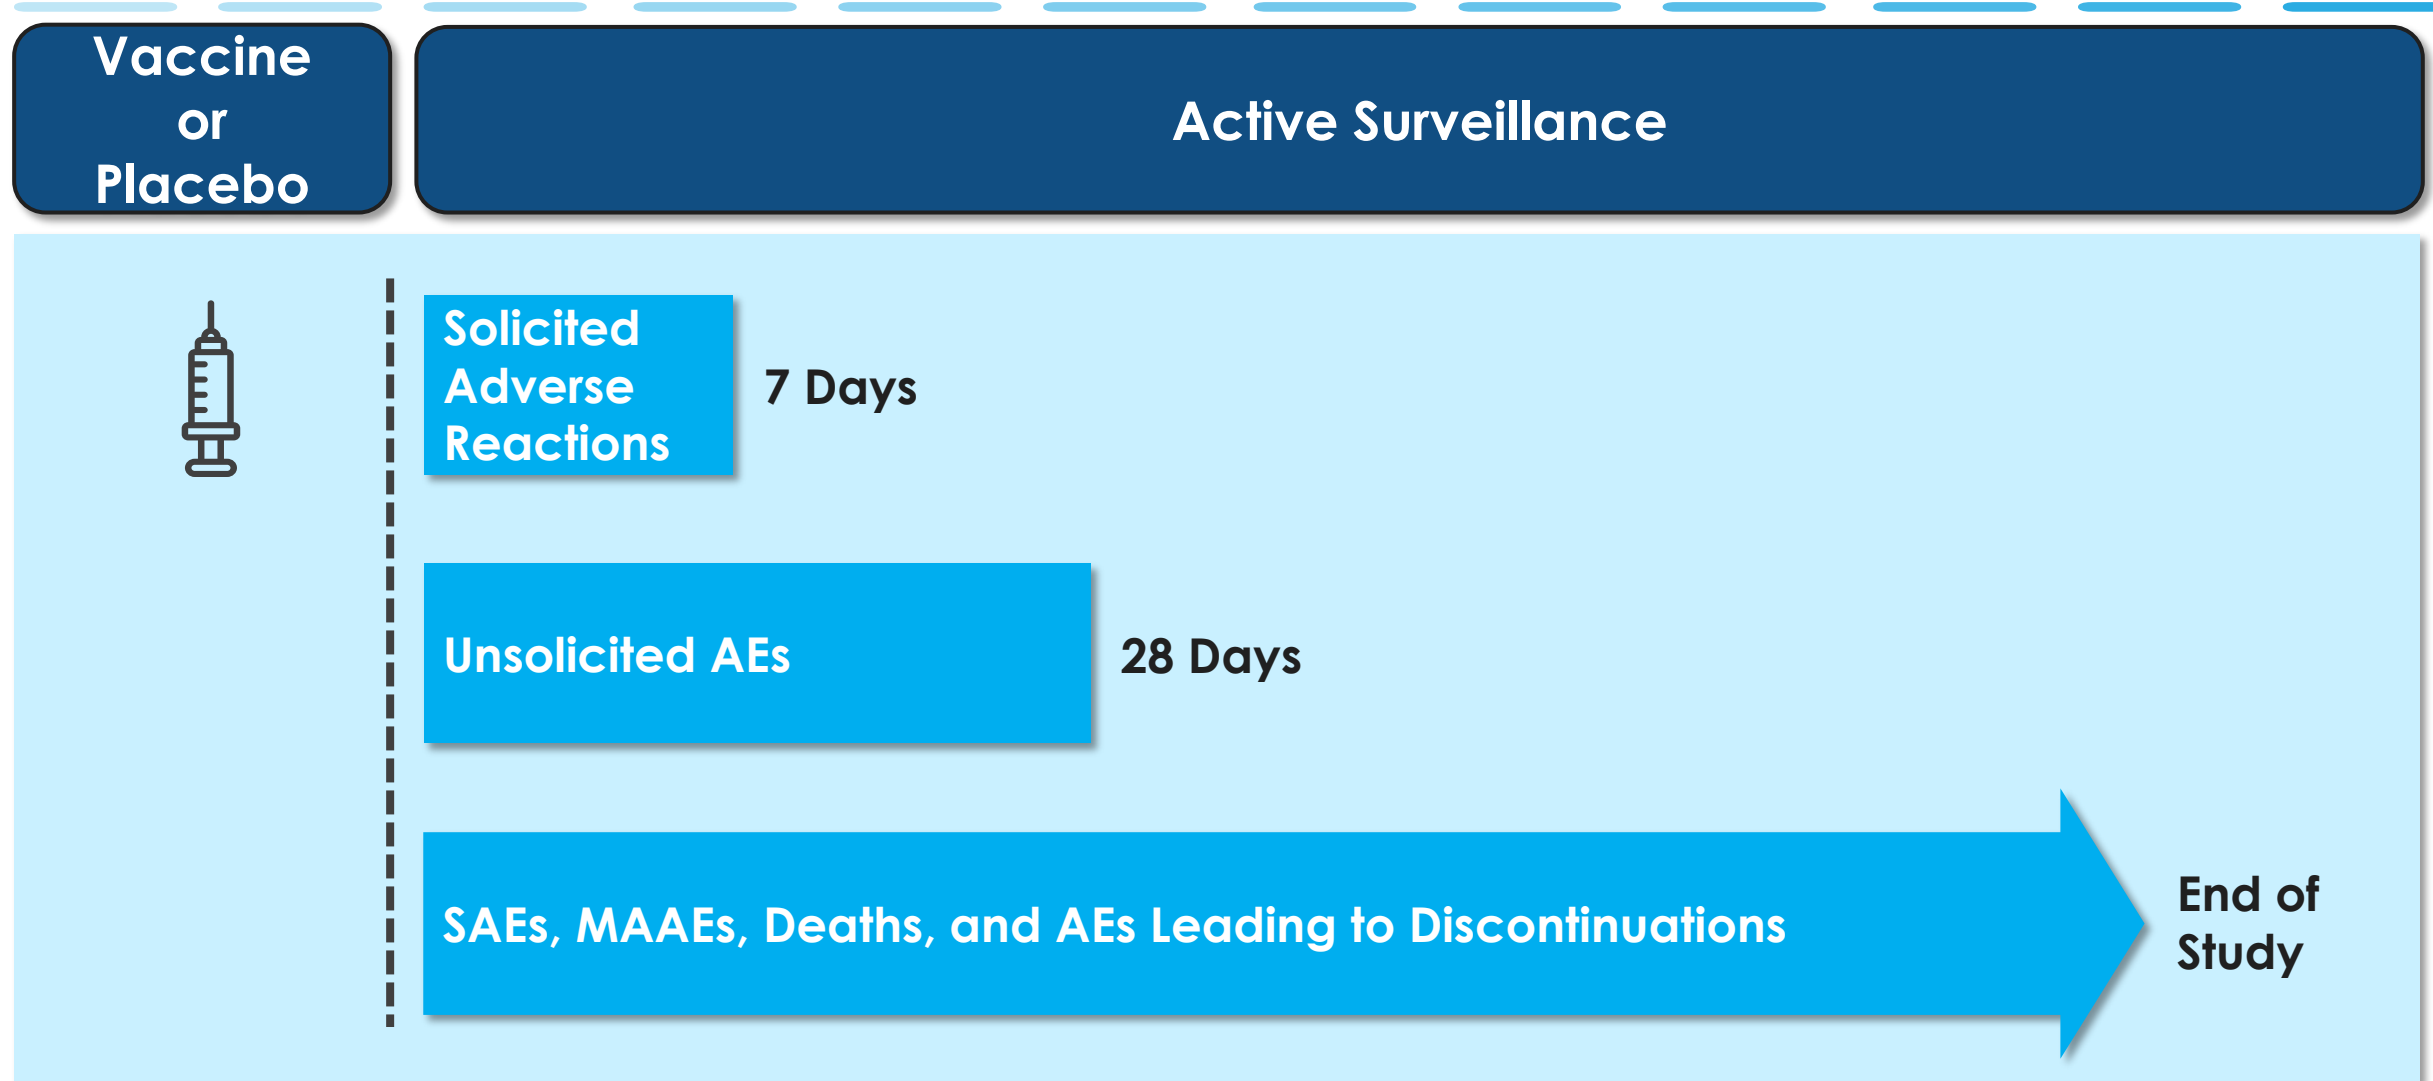 Vaccine
or
Placebo
Active Surveillance
Solicited
Adverse
Reactions
7 Days
Unsolicited AEs
28 Days
SAEs, MAAEs, Deaths, and AEs Leading to Discontinuations
End of
Study